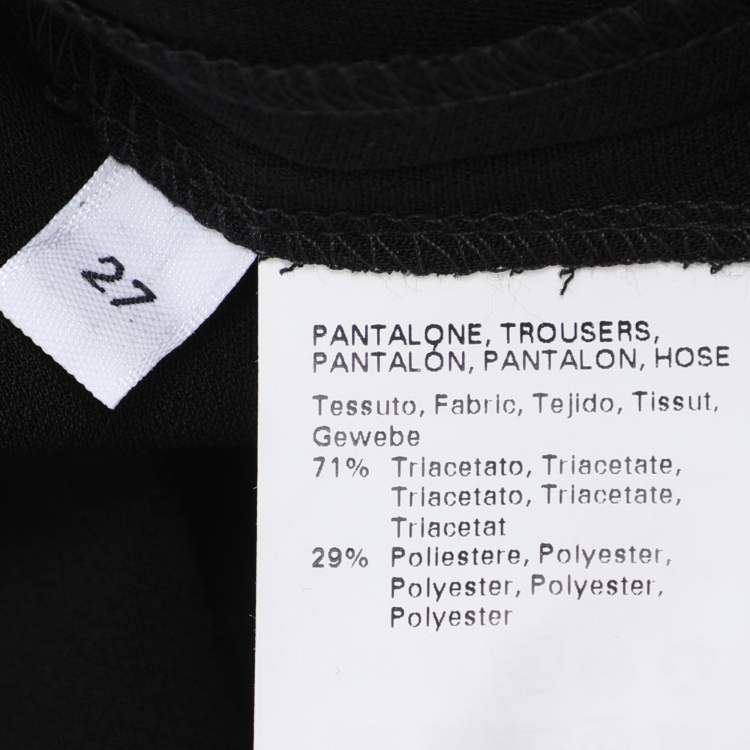 27
PANTALONE, TROUSERS,
PANTALÓN, PANTALON, HOSE
Tessuto, Fabric, Tejido, Tissut,
Gewebe
71% Triacetato, Triacetate,
Triacetato, Triacetate,
Triacetat
29% Poliestere, Polyester,
Polyester, Polyester,
Polyester